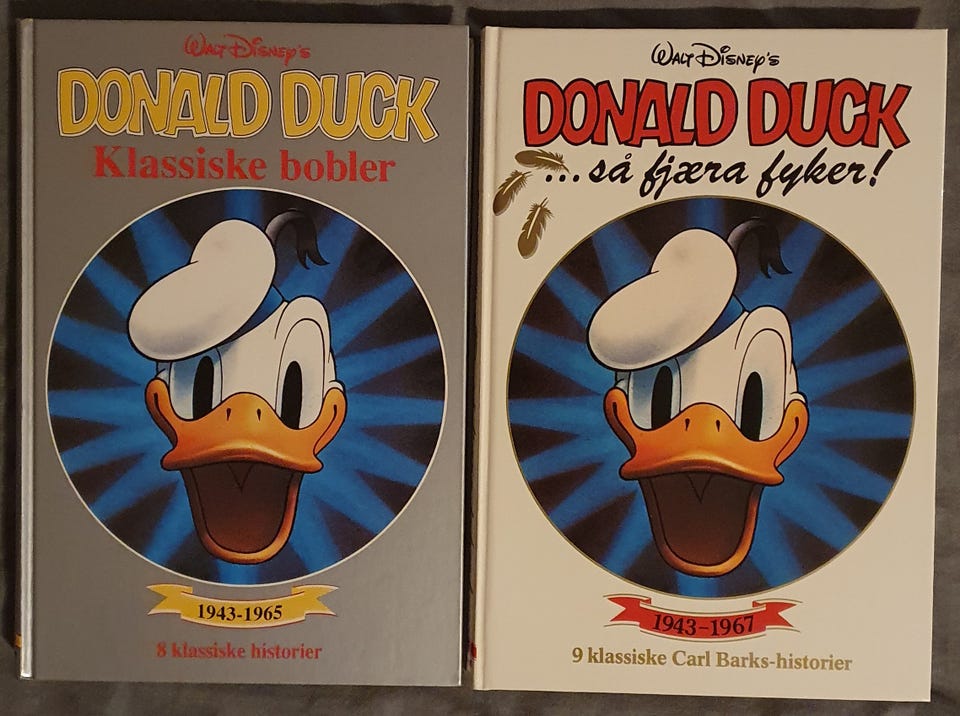 Walt Disney's
DONALD DUCK
Klassiske bobler
1943-1965
8 klassiske historier
Walt Disney's
DONALD DUCK
...så fjæra fyker!
1943-1967
9 klassiske Carl Barks-historier